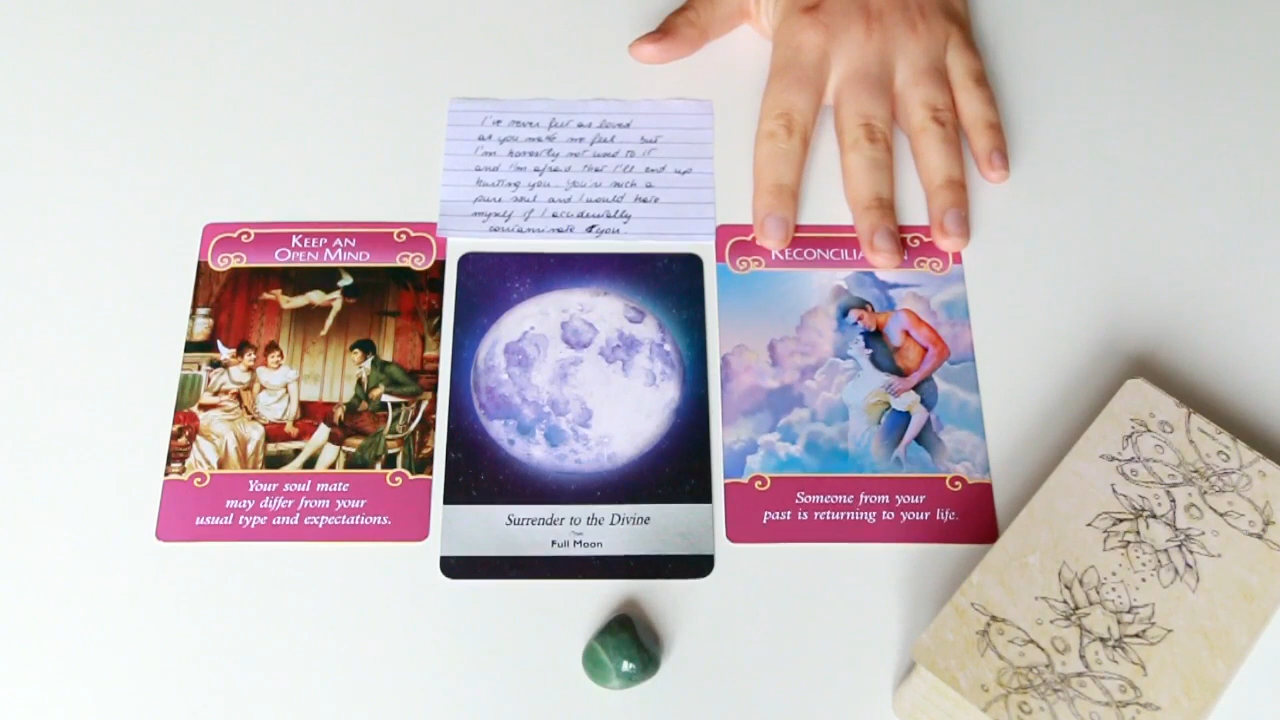 I've never felt as loved
as you make me feel. but
I'm honestly not used to it
and I'm afraid that I'll end up
hurting you. You're such a
pure soul and I would hate
myself if I accidentally
contaminate you.
KEEP AN
OPEN MIND
Your soul mate
may differ from your
usual type and expectations.
Surrender to the Divine
Full Moon
Someone from your
past is returning to your life.